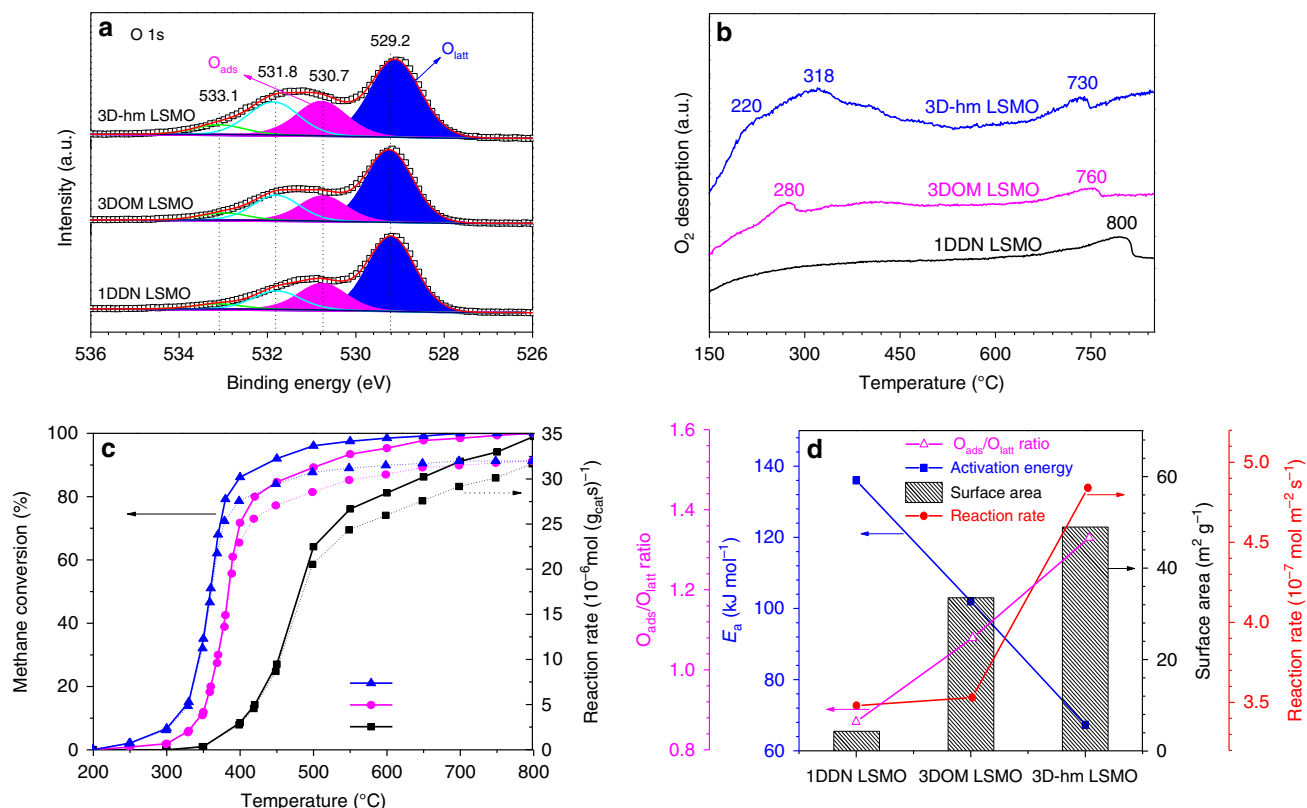 a
O 1s
O_ads
533.1
531.8
530.7
529.2
O_latt
3D-hm LSMO
3DOM LSMO
1DDN LSMO
Intensity (a.u.)
536 534 532 530 528 526
Binding energy (eV)
b
220
318
730
3D-hm LSMO
280
3DOM LSMO
760
1DDN LSMO
800
O₂ desorption (a.u.)
150 300 450 600 750
Temperature (°C)
c
100
80
60
40
20
0
Methane conversion (%)
35
30
25
20
15
10
5
0
Reaction rate (10⁻⁶mol (g_cat s)⁻¹)
200 300 400 500 600 700 800
Temperature (°C)
1.6
1.4
1.2
1.0
0.8
O_ads/O_latt ratio
140
120
100
80
60
E_a (kJ mol⁻¹)
d
O_ads/O_latt ratio
Activation energy
Surface area
Reaction rate
60
40
20
0
Surface area (m² g⁻¹)
5.0
4.5
4.0
3.5
Reaction rate (10⁻⁷ mol m⁻² s⁻¹)
1DDN LSMO 3DOM LSMO 3D-hm LSMO